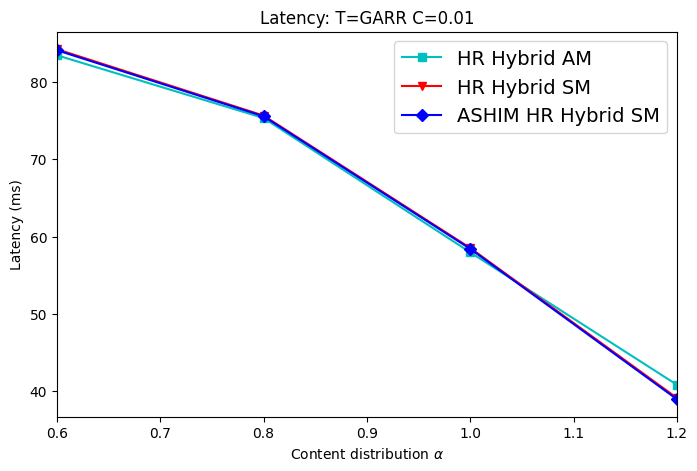 Latency: T=GARR C=0.01
HR Hybrid AM
HR Hybrid SM
ASHIM HR Hybrid SM
Latency (ms)
80
70
60
50
40
0.6 0.7 0.8 0.9 1.0 1.1 1.2
Content distribution α